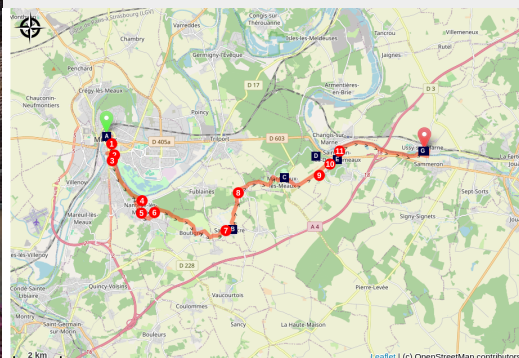 Varreddes
Congis-sur-
Thérouanne
Isles-les-Meldeuses
Tancrou
Villemeneux
Chambry
Rutel
Jaignes
Germigny-l'Évêque
Penchard
D 17
Crégy-lès-Meaux
Armentières-
en-Brie
D 3
Chauconin-
Neufmontiers
Poincy
A
1
D 405a
Trilport
D 603
Changis-sur-
Marne
Ussy-sur-Marne
G
3
D
11
E
10
Sammeron
La Ferté
Villenoy
C
9
Fublaines
Sept-Sorts
8
4
5
6
Mareuil-
lès-Meaux
Signy-Signets
7
B
Boutigny
A 4
D 228
Condé-Sainte-
Libiaire
Quincy-Voisins
Vaucourtois
Pierre-Levée
Coulommes
Montry
Saint-Germain-
sur-Morin
Sancy
La Haute Maison
Bouleurs
2 km
Leaflet | (c) OpenStreetMap contributors